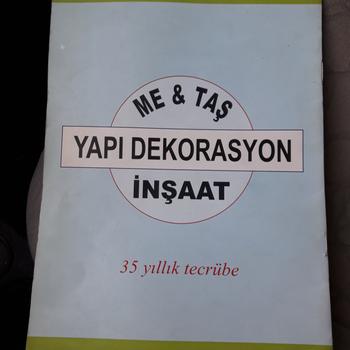 ME & TAŞ
YAPI DEKORASYON
İNŞAAT
35 yıllık tecrübe